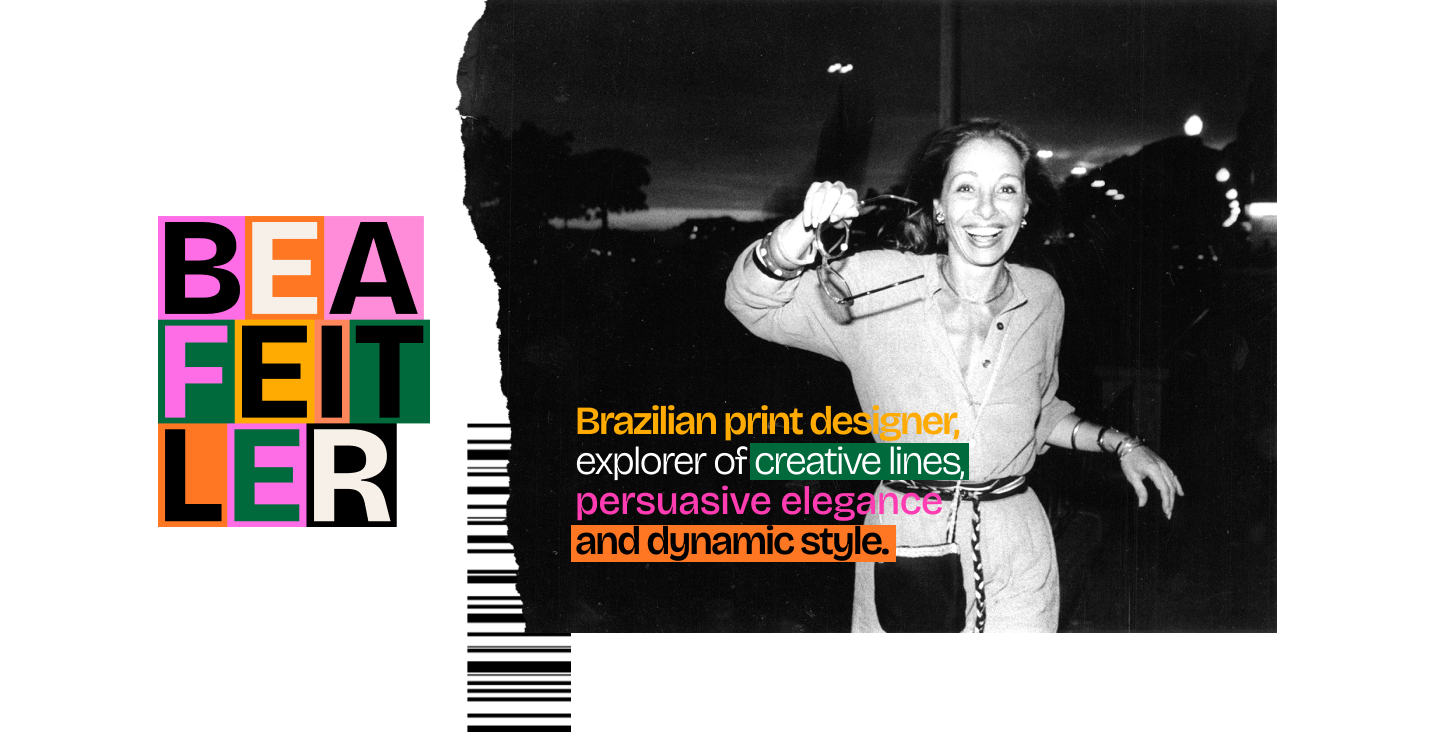 BEA
FEIT
LER
Brazilian print designer,
explorer of creative lines,
persuasive elegance
and dynamic style.